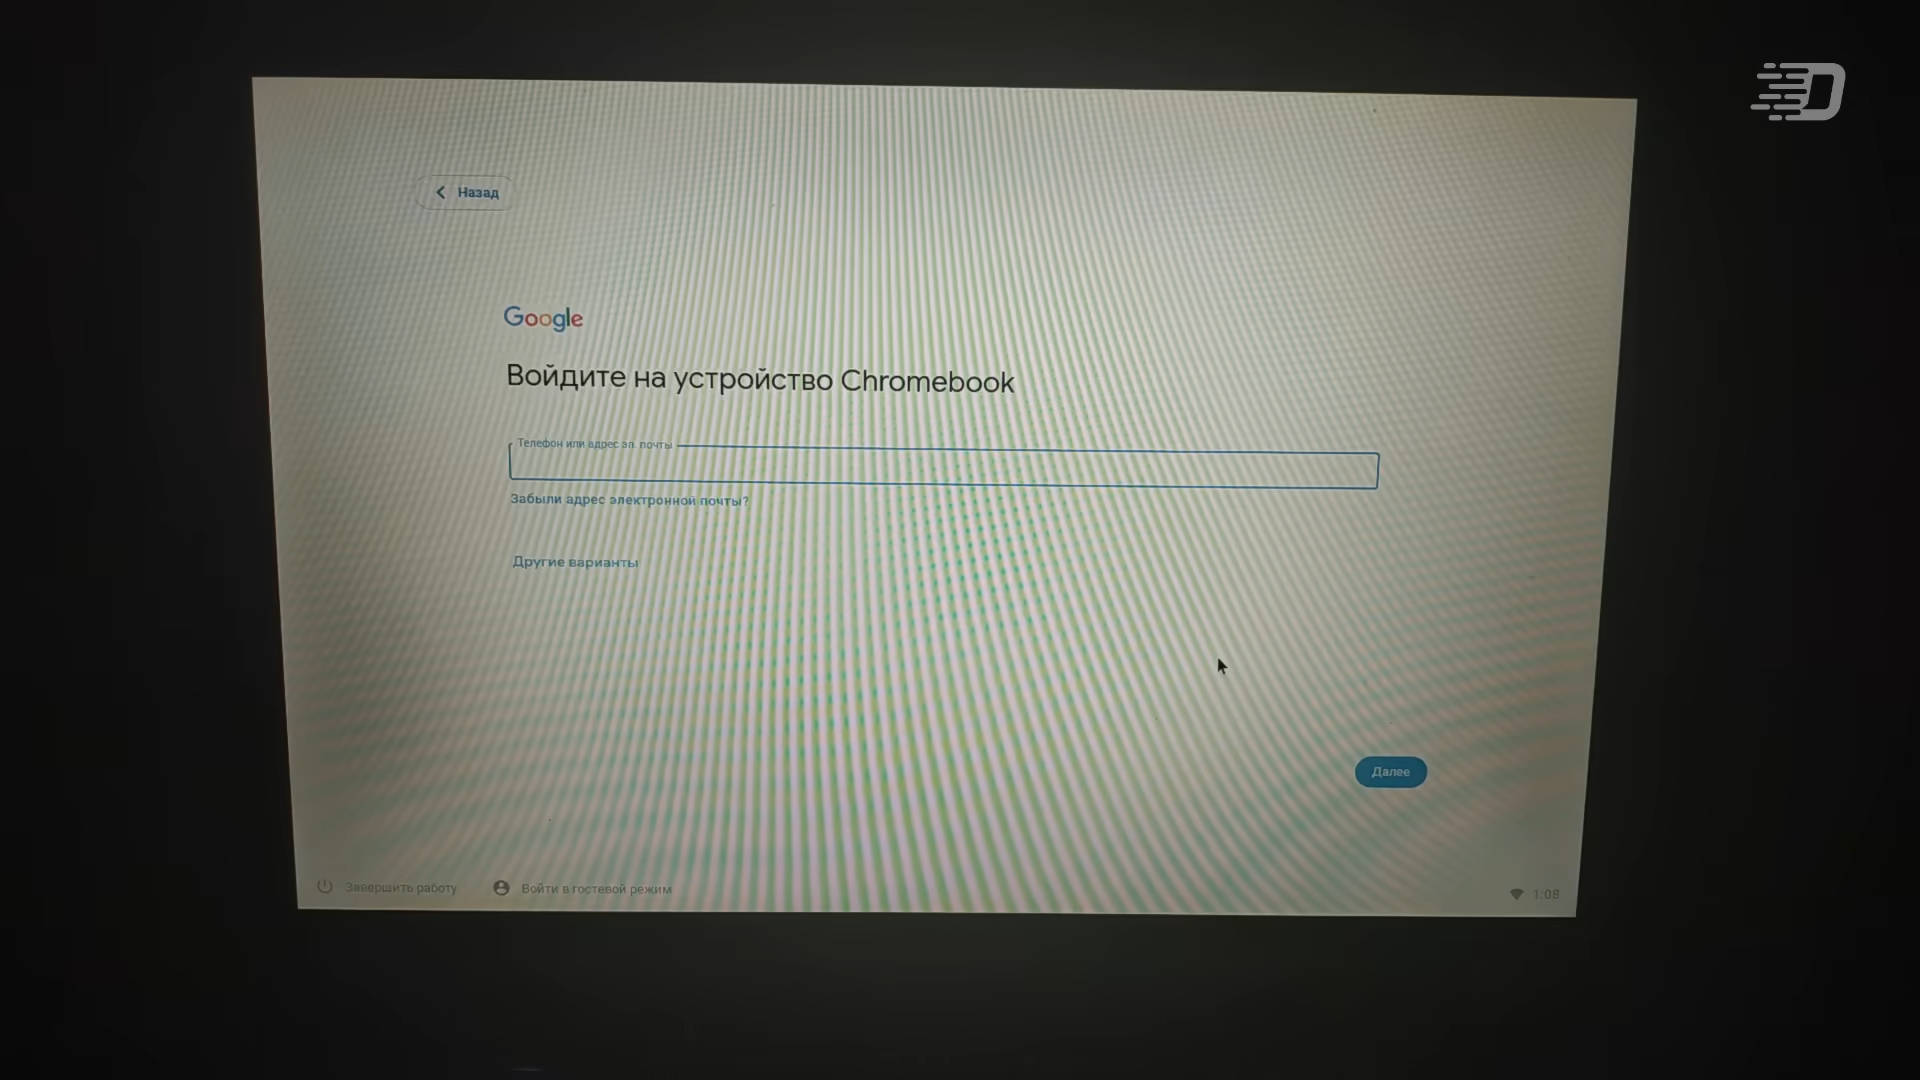 Назад
Google
Войдите на устройство Chromebook
Телефон или адрес эл. почты
Забыли адрес электронной почты?
Другие варианты
Далее
Завершить работу
Войти в гостевой режим
1:08